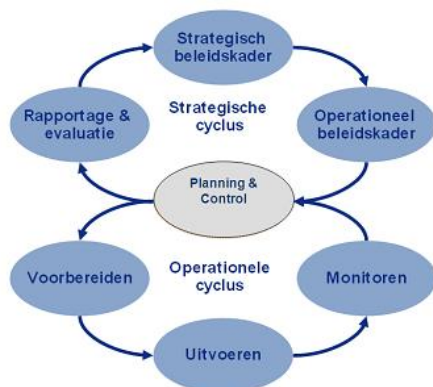 Strategisch
beleidskader
Rapportage &
evaluatie
Strategische
cyclus
Operationeel
beleidskader
Planning &
Control
Voorbereiden
Operationele
cyclus
Monitoren
Uitvoeren